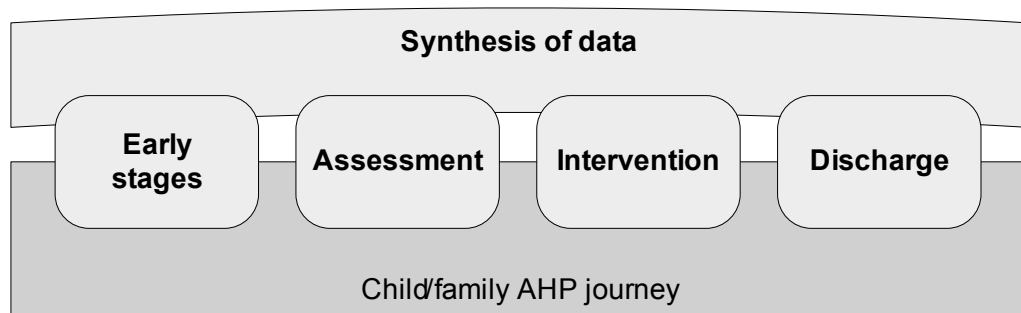 Synthesis of data
Early
stages
Assessment
Intervention
Discharge
Child/family AHP journey